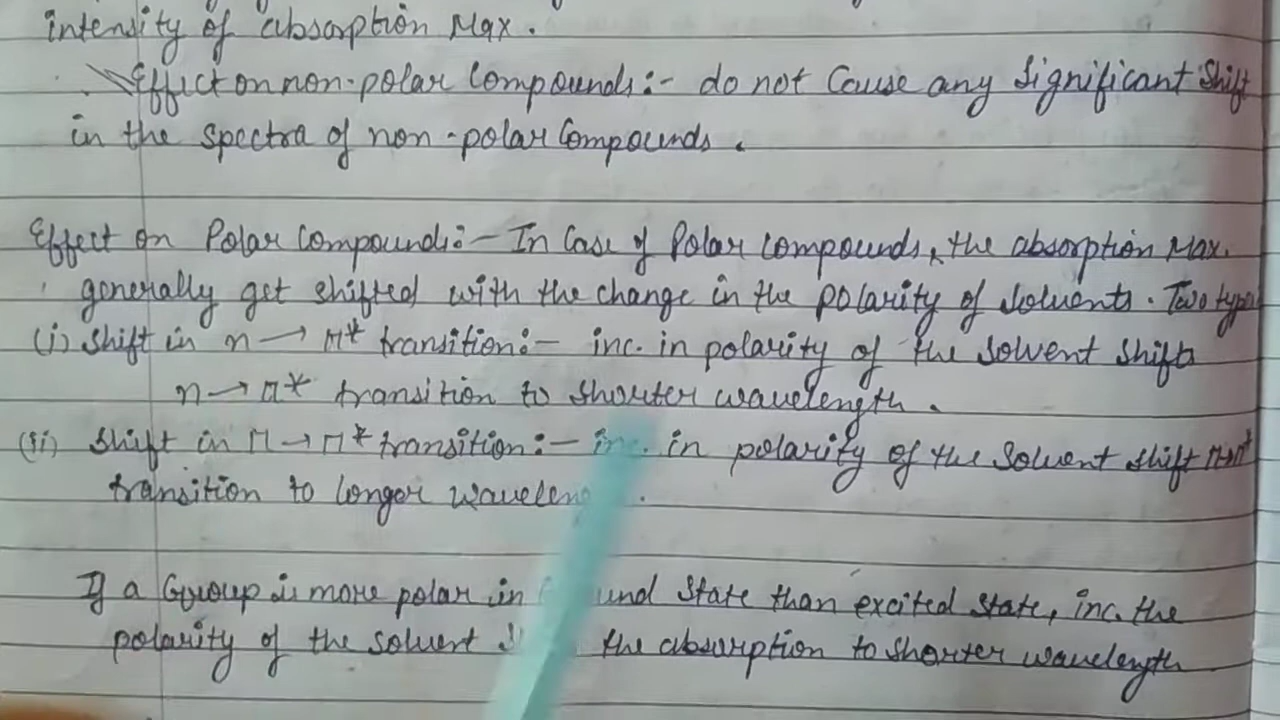 intensity of absorption Max.
Effect on non-polar Compounds:- do not Cause any Significant Shift
in the spectra of non-polar Compounds.
Effect on Polar Compounds:- In Case of Polar compounds, the absorption Max.
generally get shifted with the change in the polarity of solvents. Two type
(i) Shift in n → π* transition:- inc. in polarity of the solvent shifts
n → π* transition to shorter wavelength.
(ii) Shift in π → π* transition:- inc. in polarity of the solvent shift π→π*
transition to longer waveleng .
If a Group is more polar in und State than excited state, inc. the
polarity of the solvent the absorption to shorter wavelength